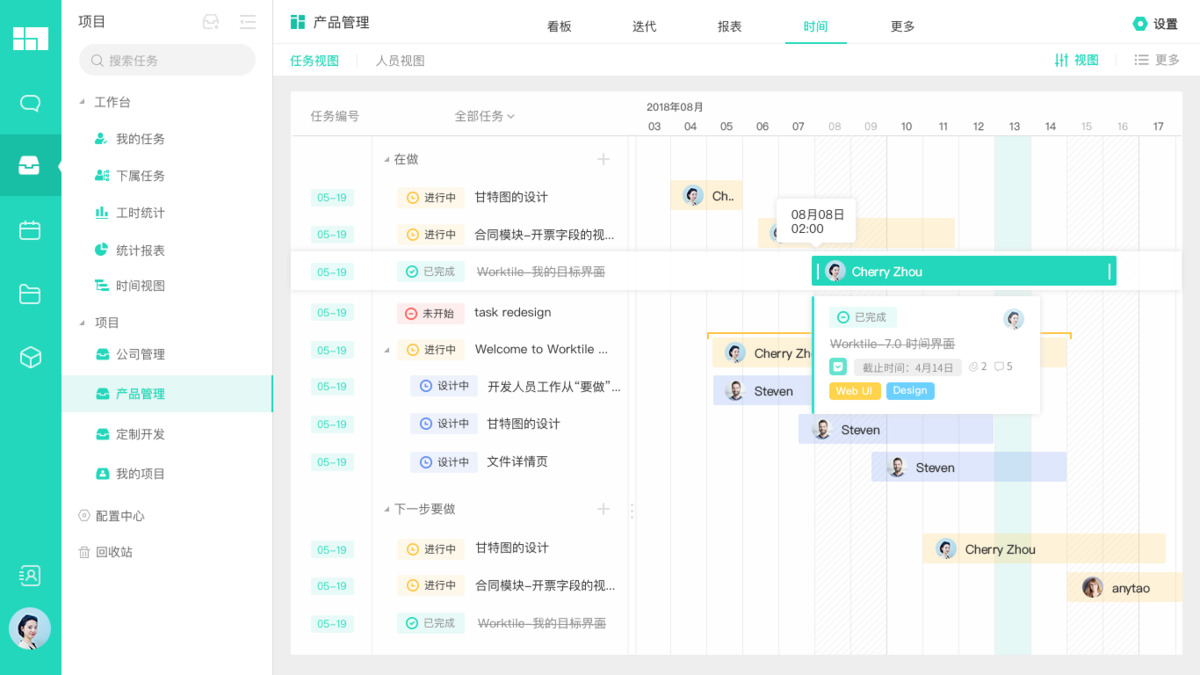 项目
搜索任务
工作台
我的任务
下属任务
工时统计
统计报表
时间视图
项目
公司管理
产品管理
定制开发
我的项目
配置中心
回收站
产品管理
看板 迭代 报表 时间 更多
设置
任务视图 人员视图
视图 更多
任务编号 全部任务
2018年08月
03 04 05 06 07 08 09 10 11 12 13 14 15 16 17
在做
05-19 进行中 甘特图的设计 Ch..
05-19 进行中 合同模块-开票字段的视...
08月08日
02:00
05-19 已完成 Worktile-我的目标界面 Cherry Zhou
05-19 未开始 task redesign
05-19 进行中 Welcome to Worktile ... Cherry Zh
05-19 设计中 开发人员工作从“要做”... Steven
05-19 设计中 甘特图的设计 Steven
05-19 设计中 文件详情页 Steven
已完成
Worktile-7.0 时间界面
截止时间：4月14日 2 5
Web UI Design
下一步要做
05-19 进行中 甘特图的设计 Cherry Zhou
05-19 进行中 合同模块-开票字段的视... anytao
05-19 已完成 Worktile-我的目标界面